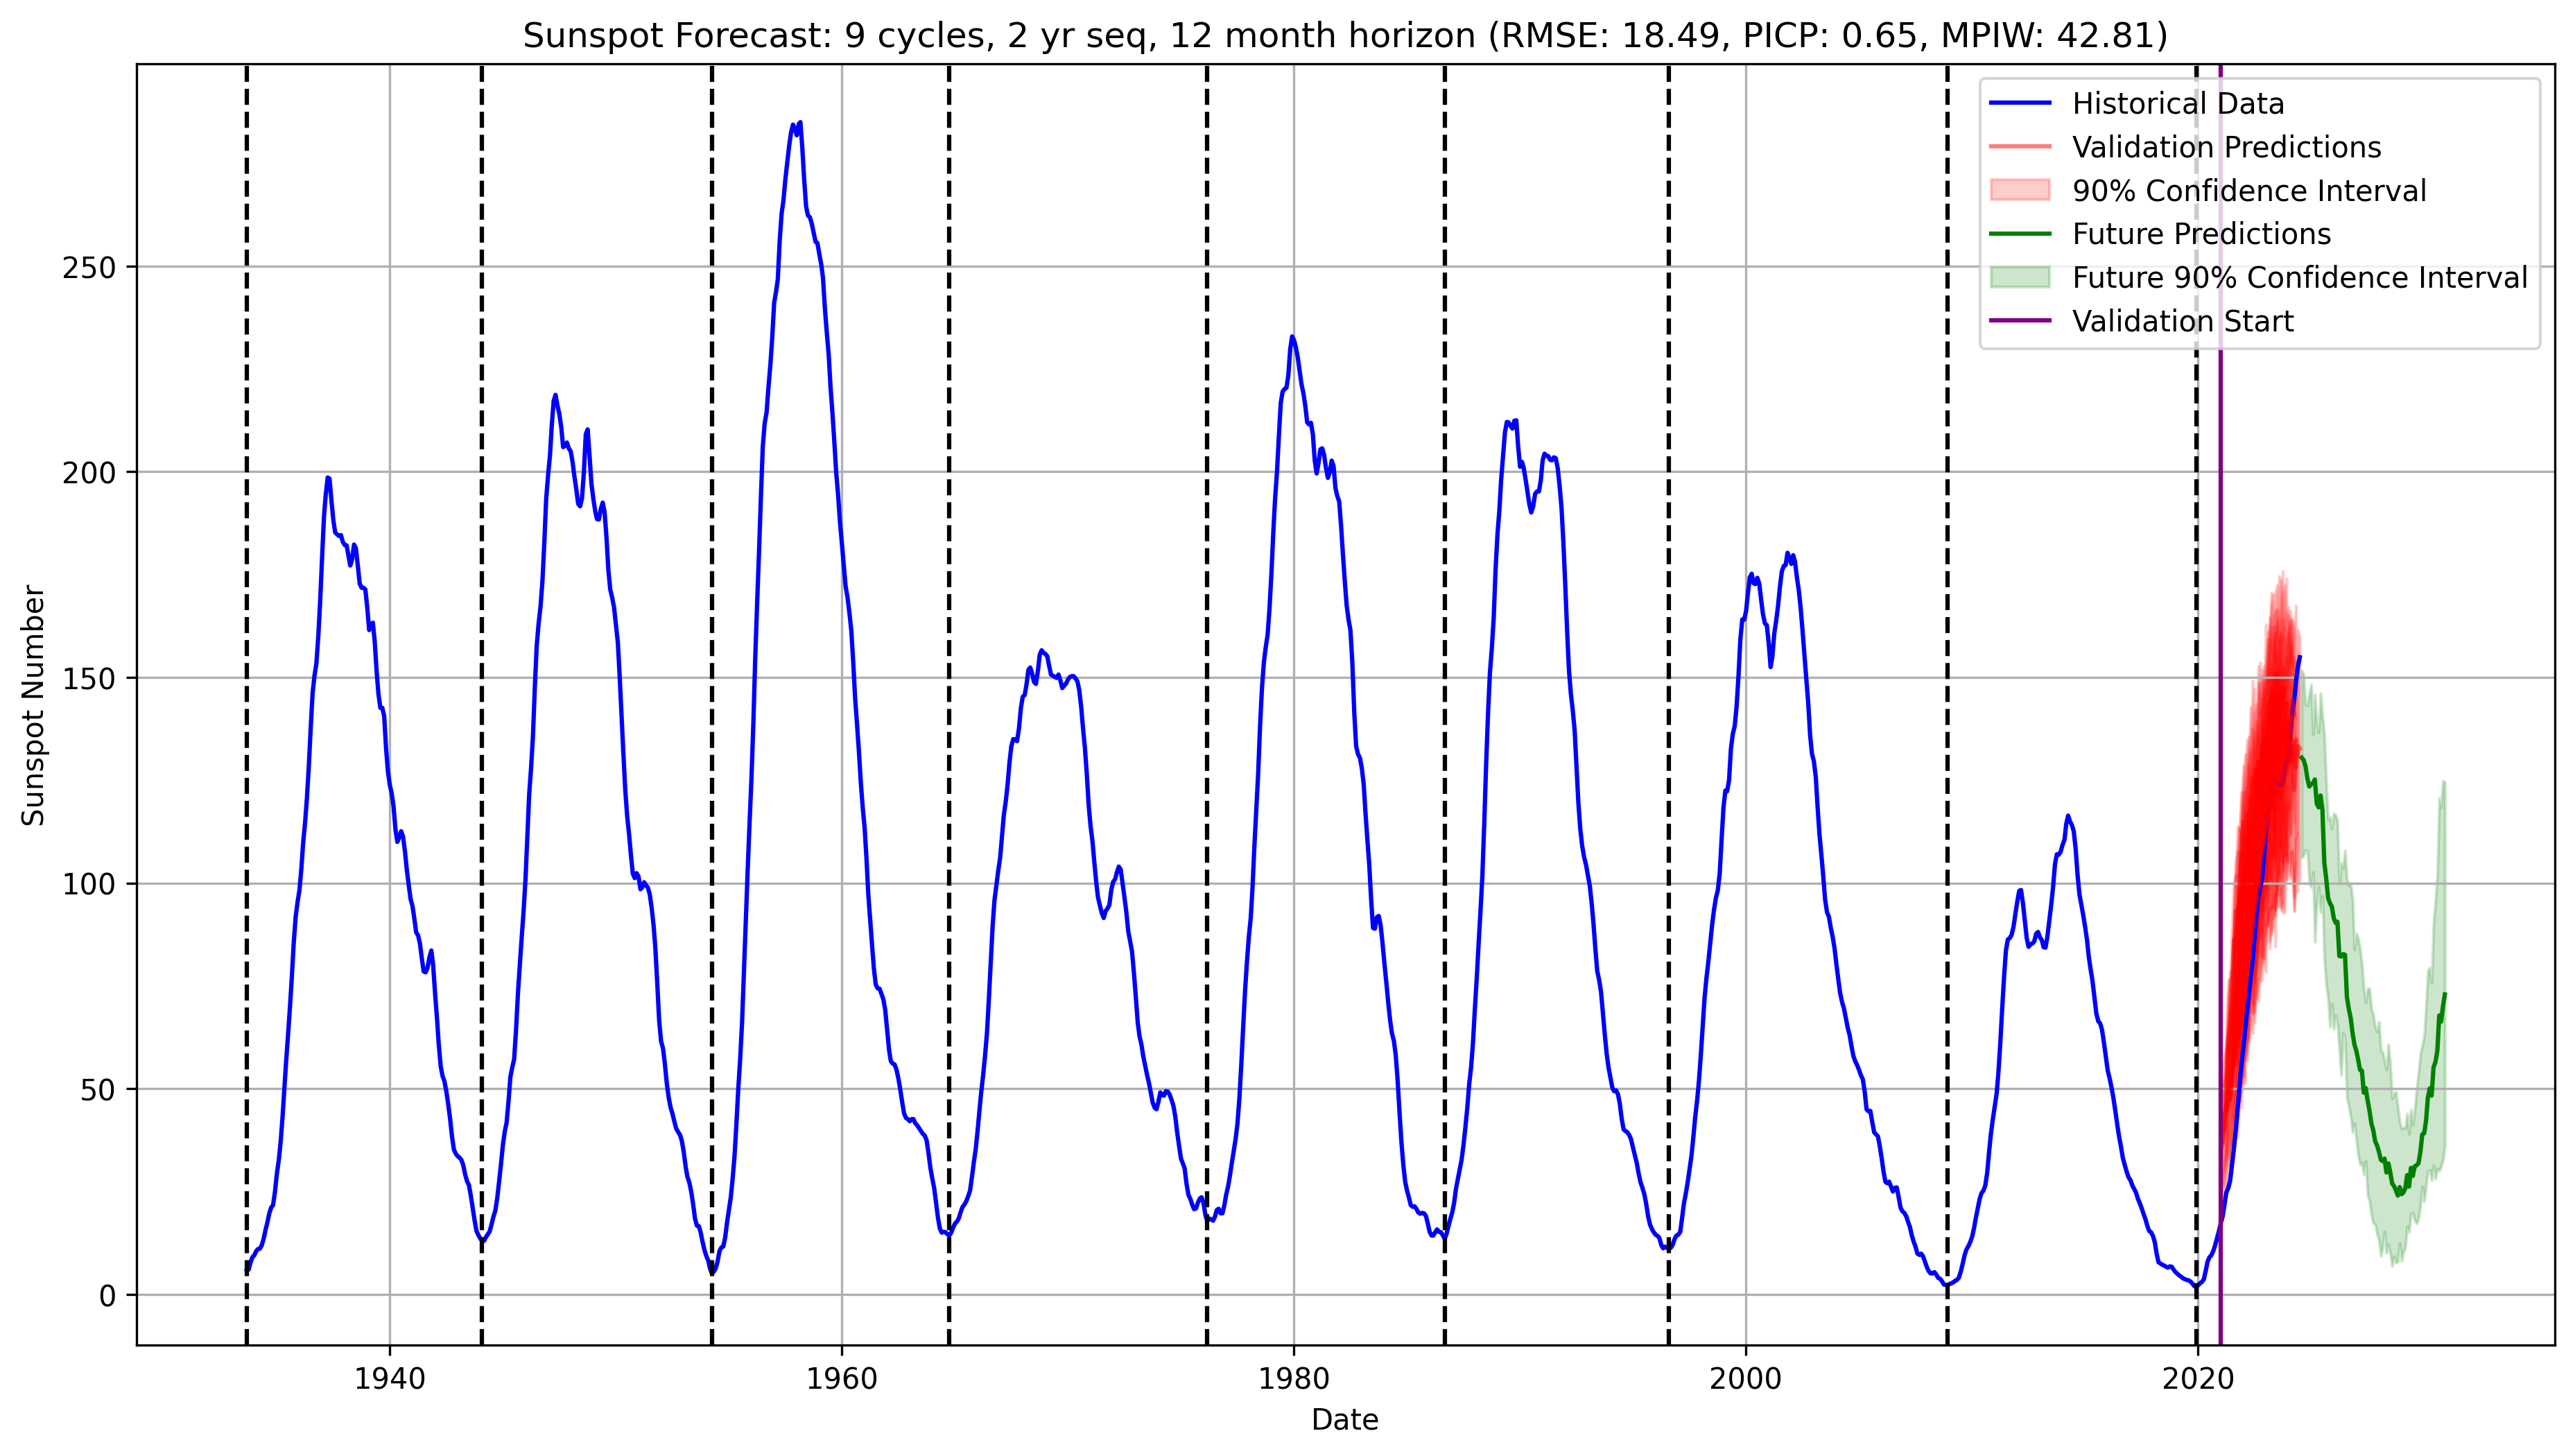 Sunspot Forecast: 9 cycles, 2 yr seq, 12 month horizon (RMSE: 18.49, PICP: 0.65, MPIW: 42.81)
Historical Data
Validation Predictions
90% Confidence Interval
Future Predictions
Future 90% Confidence Interval
Validation Start
Sunspot Number
250
200
150
100
50
0
1940
1960
1980
2000
2020
Date